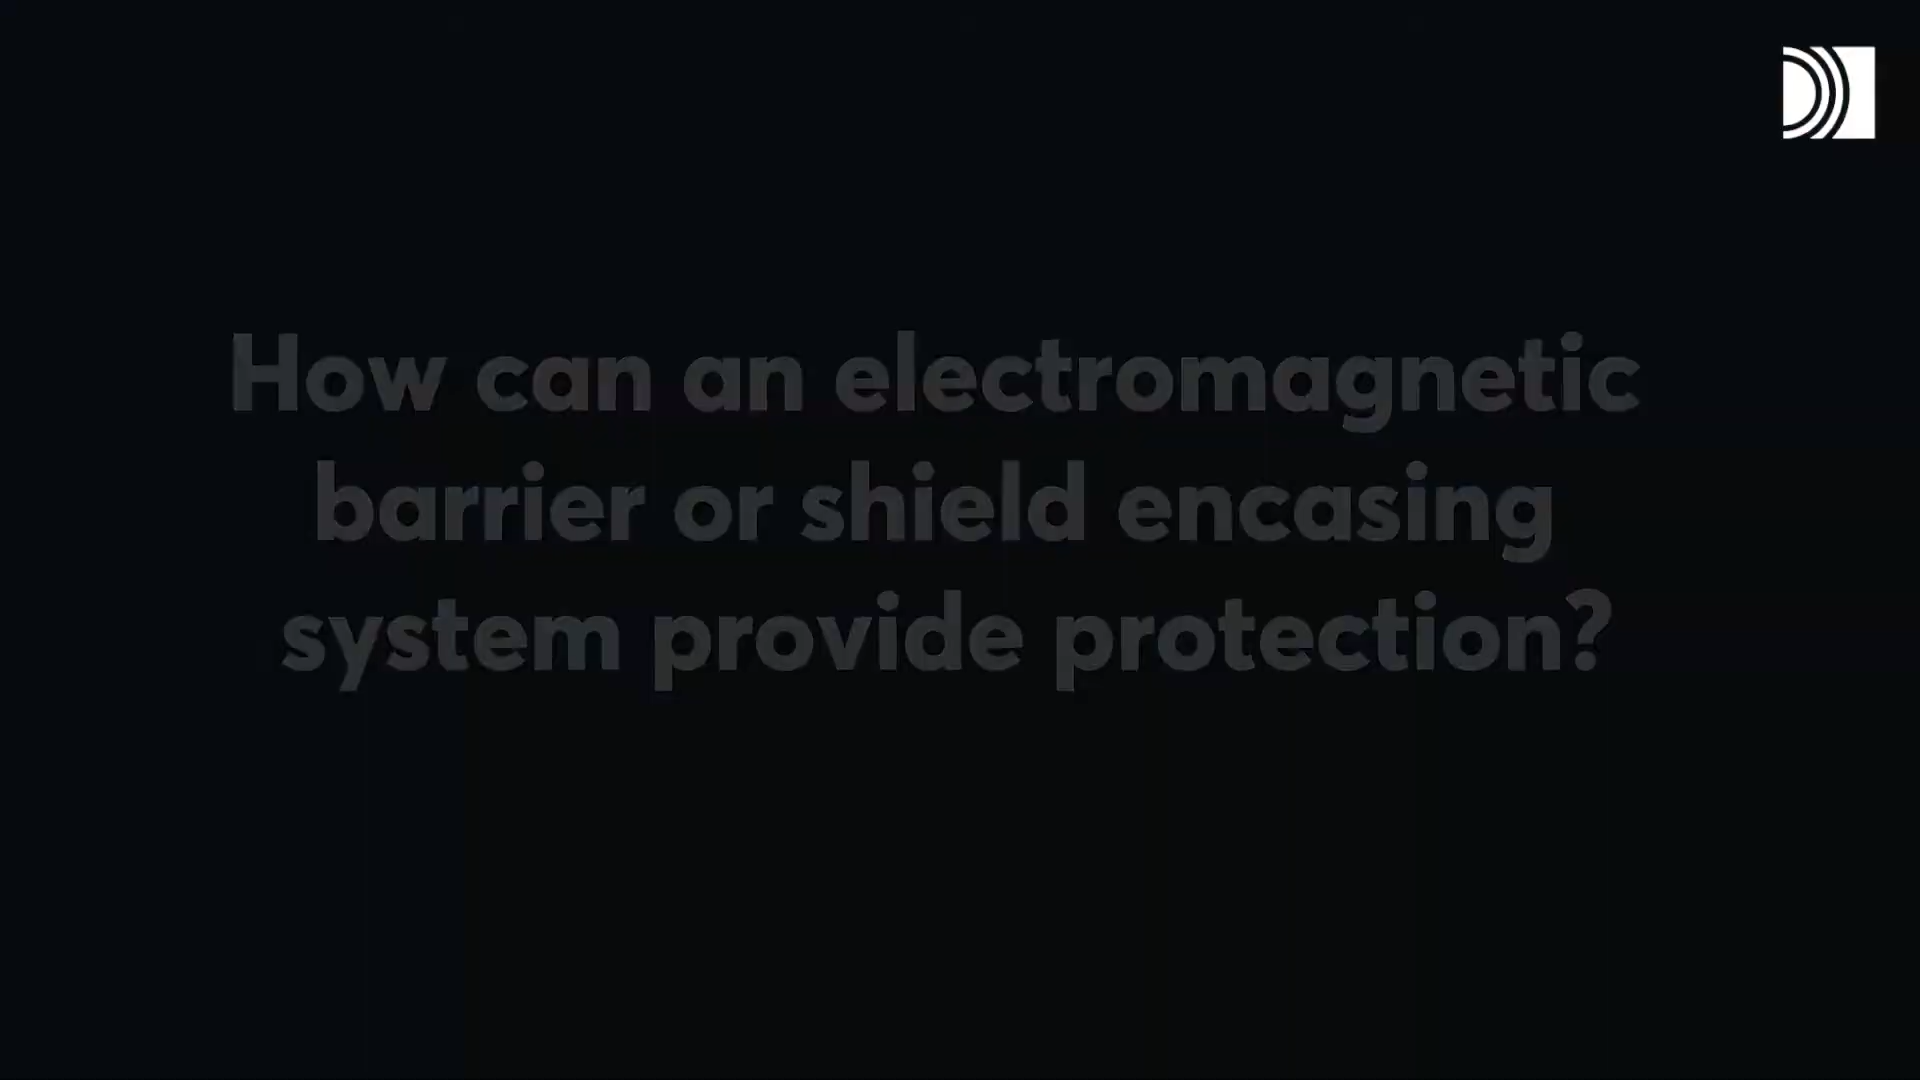 How can an electromagnetic
barrier or shield encasing
system provide protection?